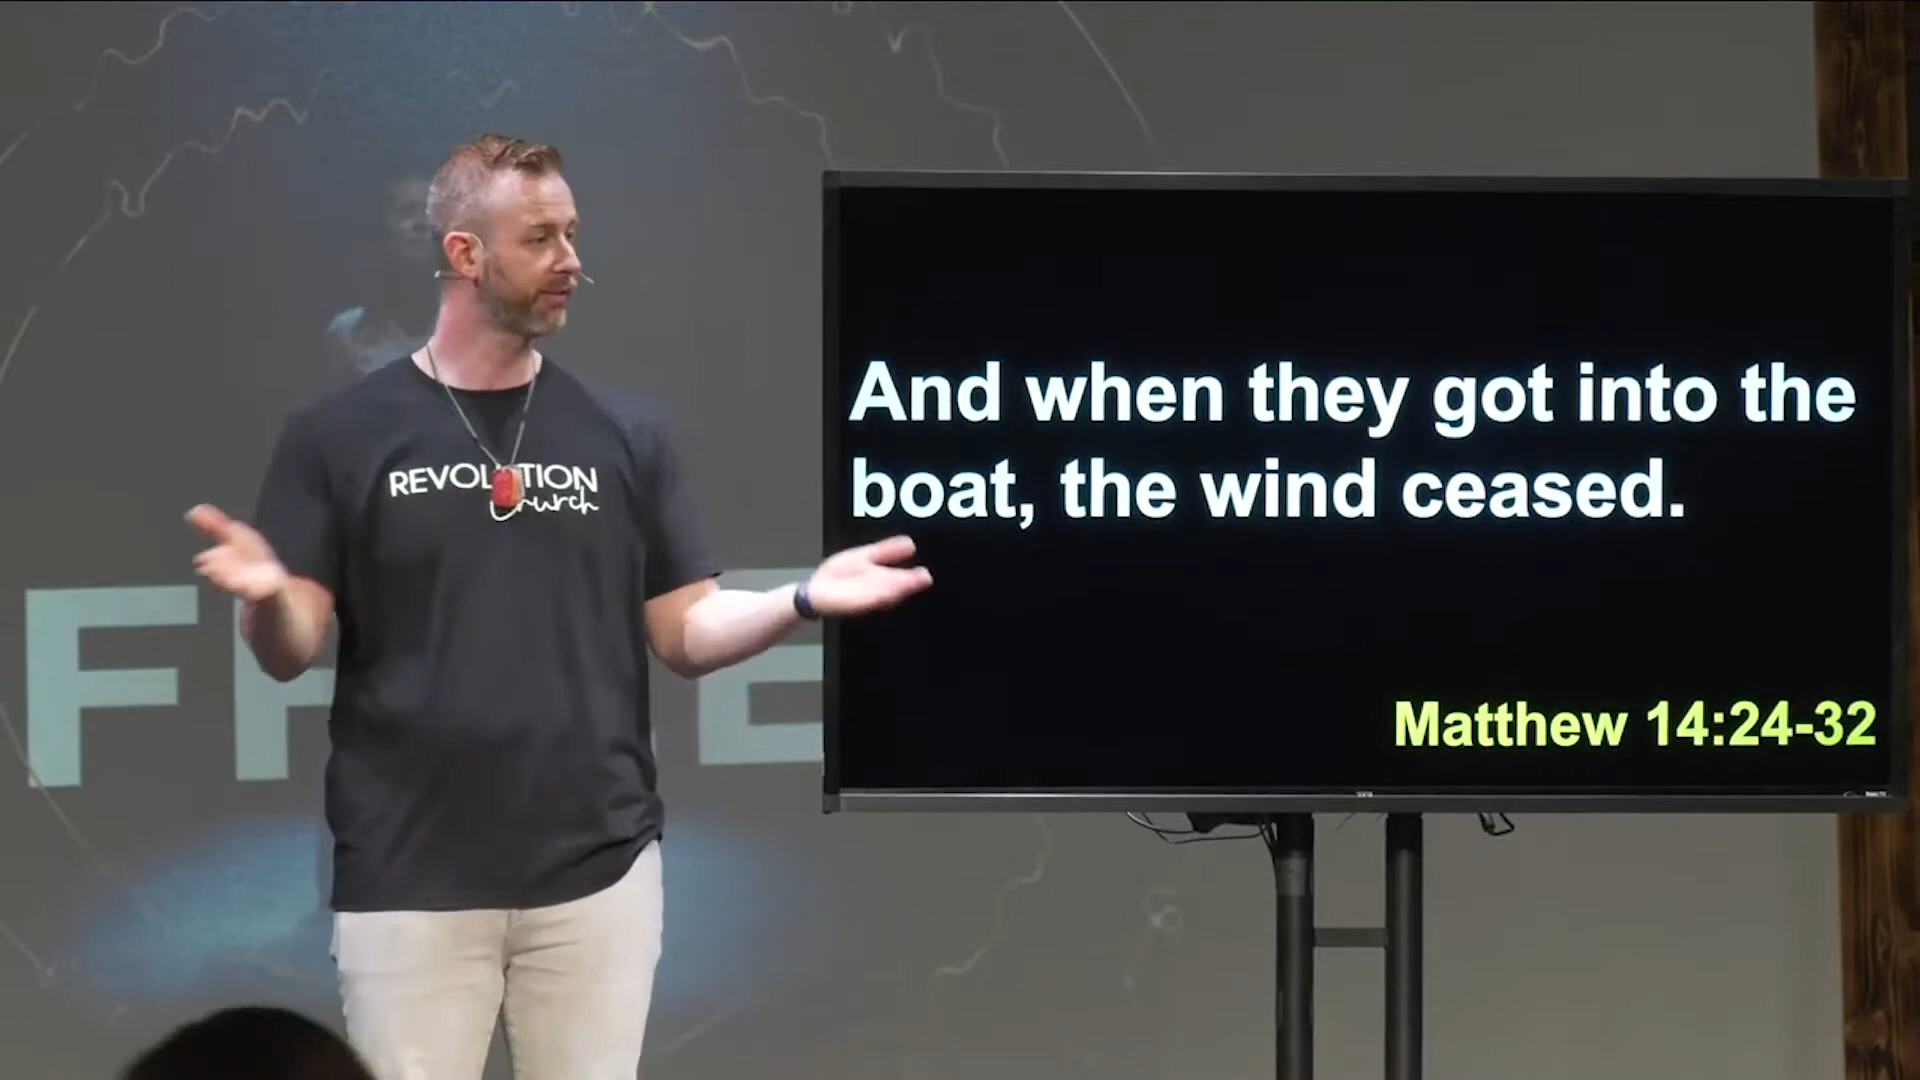 REVOLUTION
Church
And when they got into the
boat, the wind ceased.
Matthew 14:24-32